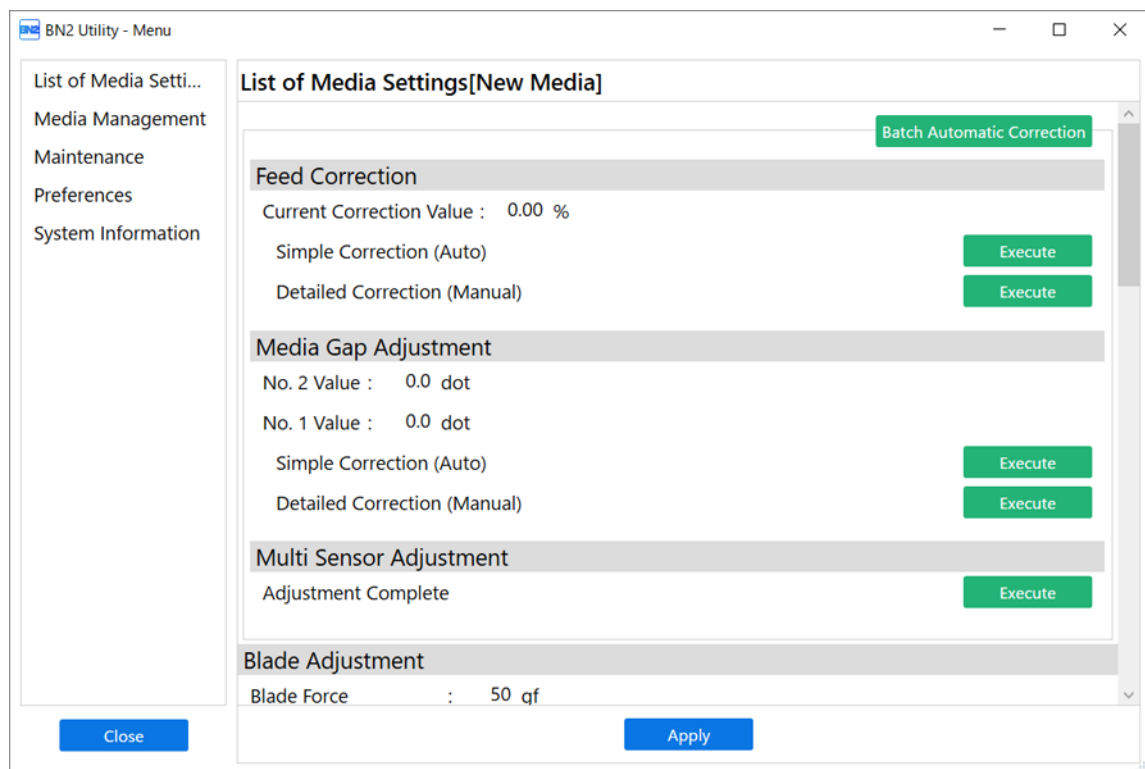 BN2 BN2 Utility - Menu
List of Media Setti...
Media Management
Maintenance
Preferences
System Information
Close
List of Media Settings[New Media]
Batch Automatic Correction
Feed Correction
Current Correction Value : 0.00 %
Simple Correction (Auto) Execute
Detailed Correction (Manual) Execute
Media Gap Adjustment
No. 2 Value : 0.0 dot
No. 1 Value : 0.0 dot
Simple Correction (Auto) Execute
Detailed Correction (Manual) Execute
Multi Sensor Adjustment
Adjustment Complete Execute
Blade Adjustment
Blade Force : 50 gf
Apply